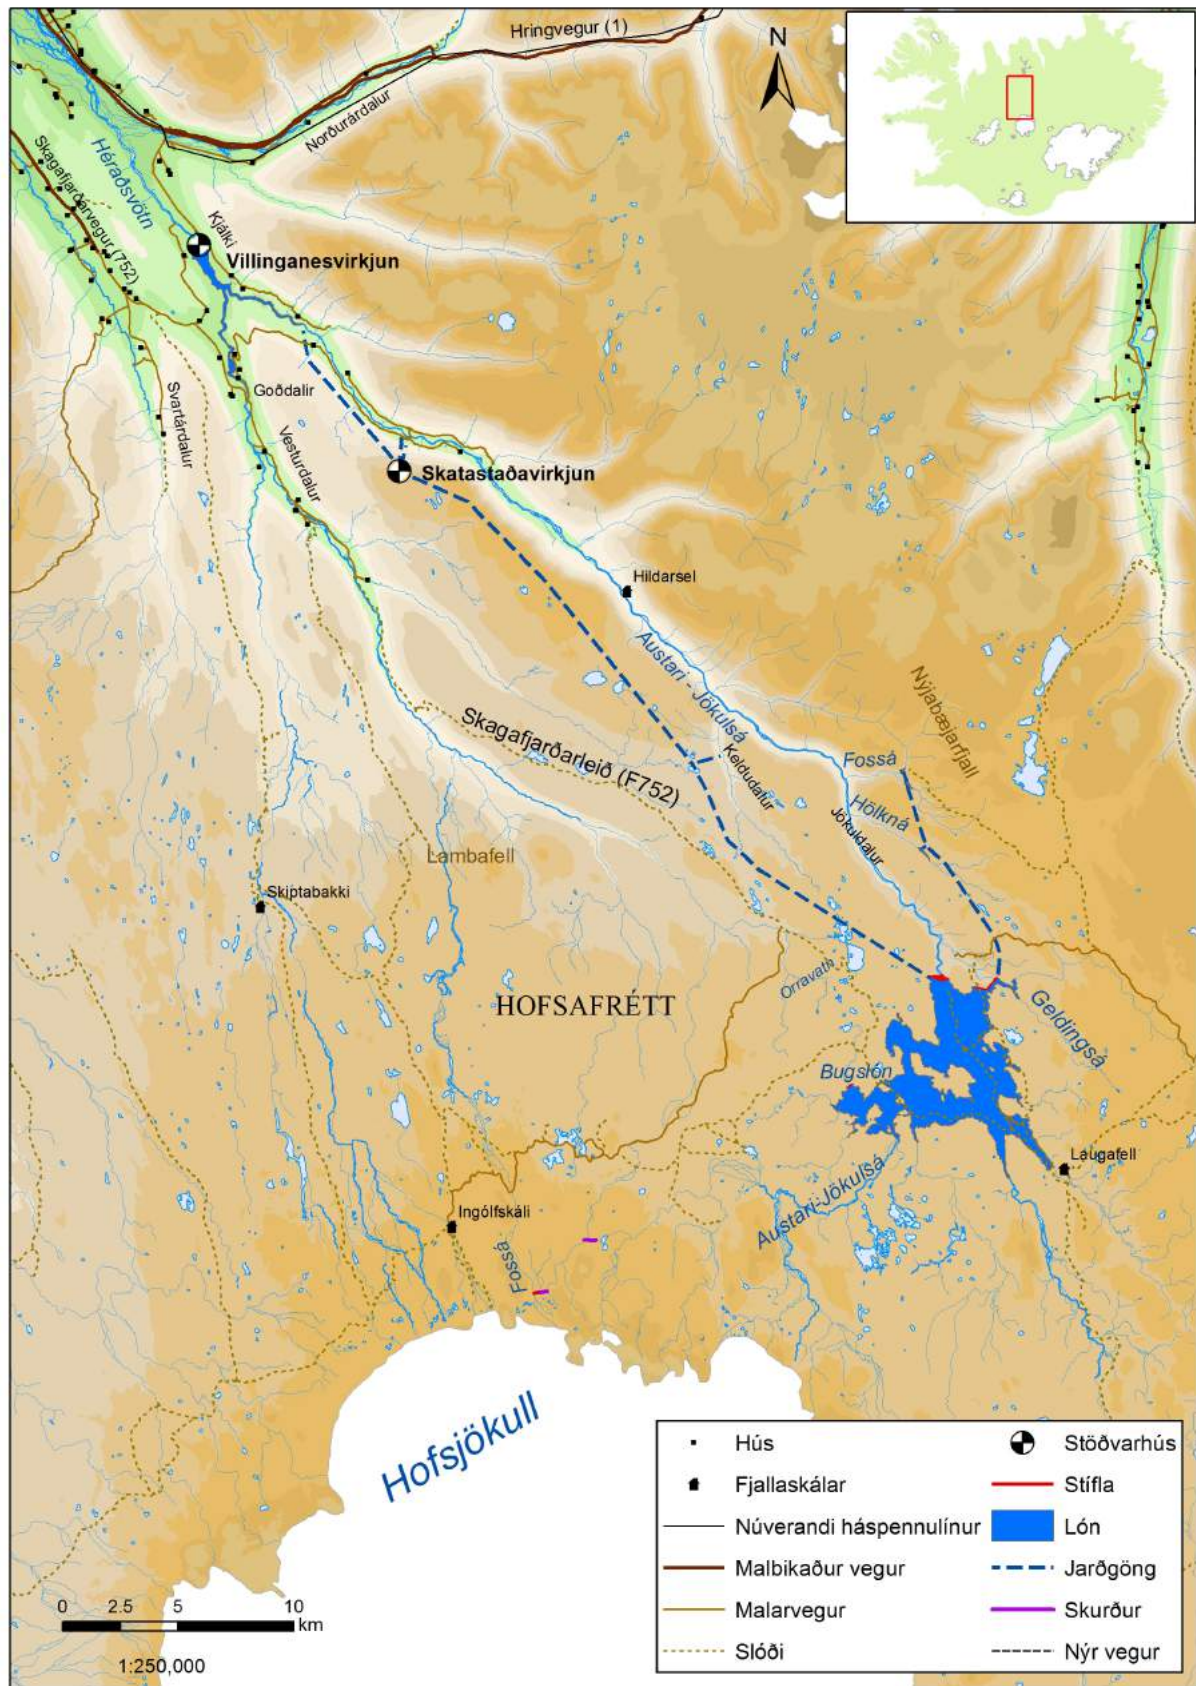 Hringvegur (1)
N
Norðurárdalur
Héraðsvötn
Skagafjarðarvegur (752)
Kjálki
Villinganesvirkjun
Goðdalir
Svartárdalur
Vesturdalur
Skatastaðavirkjun
Hildarsel
Austari - Jökulsá
Nýjabæjarfjall
Skagafjarðarleið (F752)
Keldudalur
Fossá
Hölkná
Jökuldalur
Lambafell
Skiptabakki
Orravatn
HOFSAFRÉTT
Geldingsá
Bugslón
Laugafell
Austari-Jökulsá
Ingólfskáli
Fossá
Hofsjökull
Hús
Stöðvarhús
Fjallaskálar
Stífla
Núverandi háspennulínur
Lón
Malbikaður vegur
Jarðgöng
Malarvegur
Skurður
Slóði
Nýr vegur
0 2.5 5 10
km
1:250,000